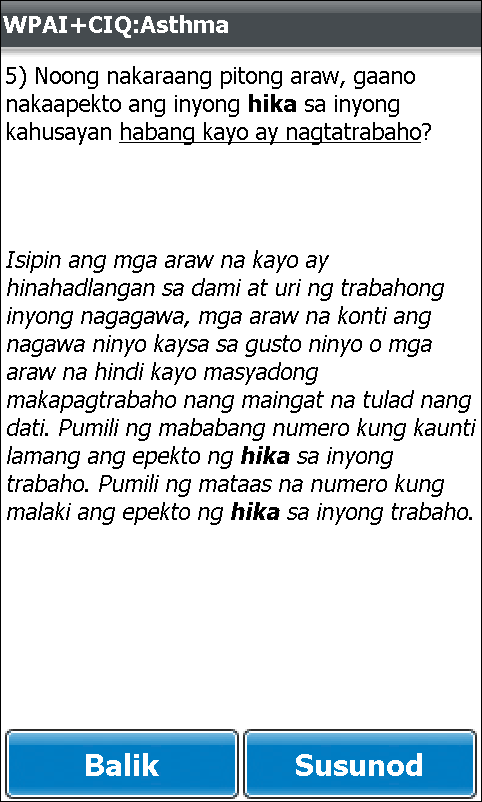 WPAI+CIQ:Asthma
5) Noong nakaraang pitong araw, gaano
nakaapekto ang inyong hika sa inyong
kahusayan habang kayo ay nagtatrabaho?
Isipin ang mga araw na kayo ay
hinahadlangan sa dami at uri ng trabahong
inyong nagagawa, mga araw na konti ang
nagawa ninyo kaysa sa gusto ninyo o mga
araw na hindi kayo masyadong
makapagtrabaho nang maingat na tulad nang
dati. Pumili ng mababang numero kung kaunti
lamang ang epekto ng hika sa inyong
trabaho. Pumili ng mataas na numero kung
malaki ang epekto ng hika sa inyong trabaho.
Balik Susunod